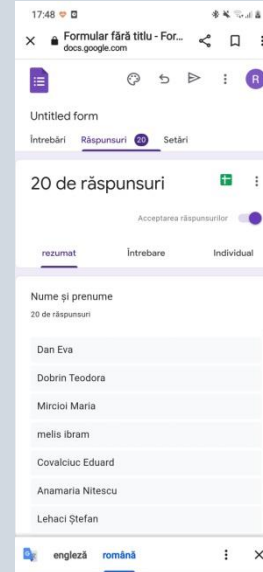 17:48
Formular fără titlu - For...
docs.google.com
R
Untitled form
Întrebări Răspunsuri 20 Setări
20 de răspunsuri
Acceptarea răspunsurilor
rezumat Întrebare Individual
Nume și prenume
20 de răspunsuri
Dan Eva
Dobrin Teodora
Mircioi Maria
melis ibram
Covalciuc Eduard
Anamaria Nitescu
Lehaci Ștefan
engleză română